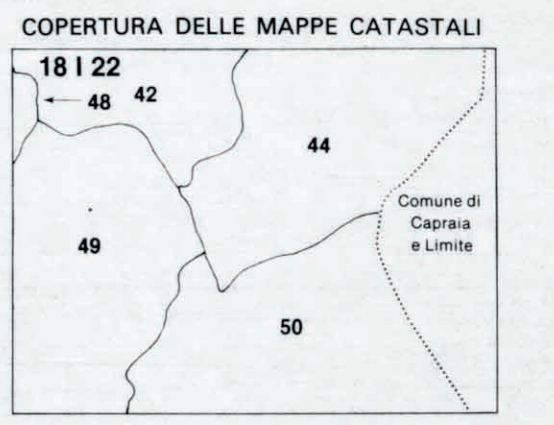 COPERTURA DELLE MAPPE CATASTALI
18 I 22
48 42
44
Comune di
Capraia
e Limite
49
50